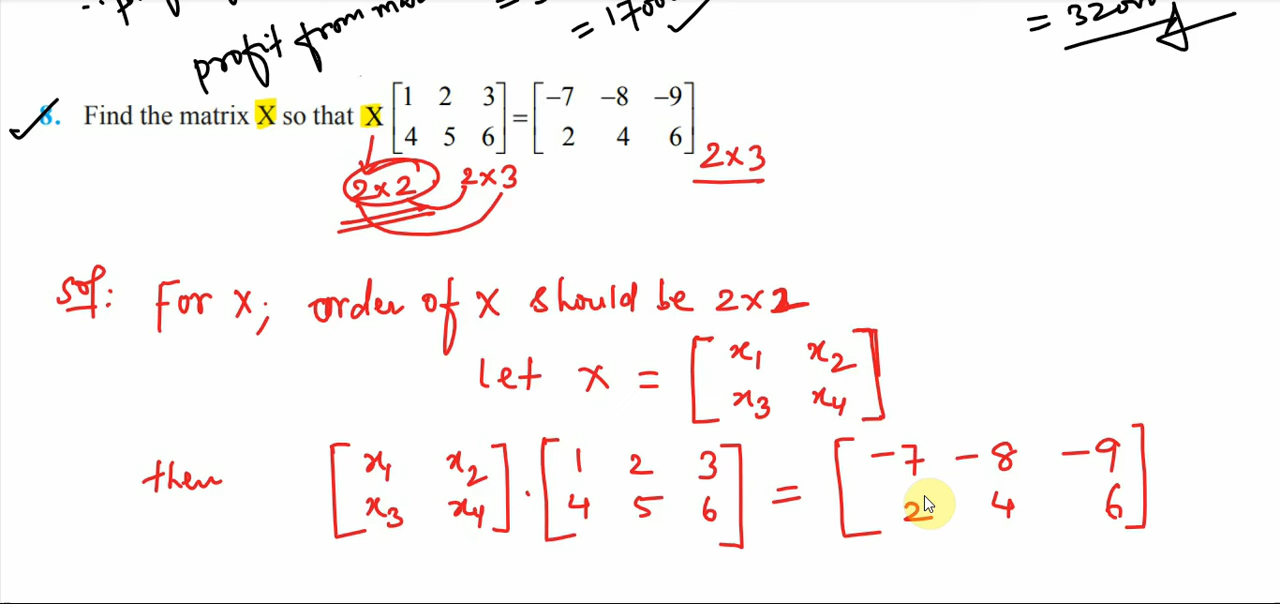 profit from
= 1700
= 3200
8. Find the matrix X so that X [1 2 3 = [-7 -8 -9
4 5 6] 2 4 6]
2×3
2×2 2×3
Sol: For x; order of x should be 2×2
let x = [x₁ x₂
x₃ x₄]
then [x₁ x₂ . [1 2 3 = [-7 -8 -9
x₃ x₄] 4 5 6] 2 4 6]